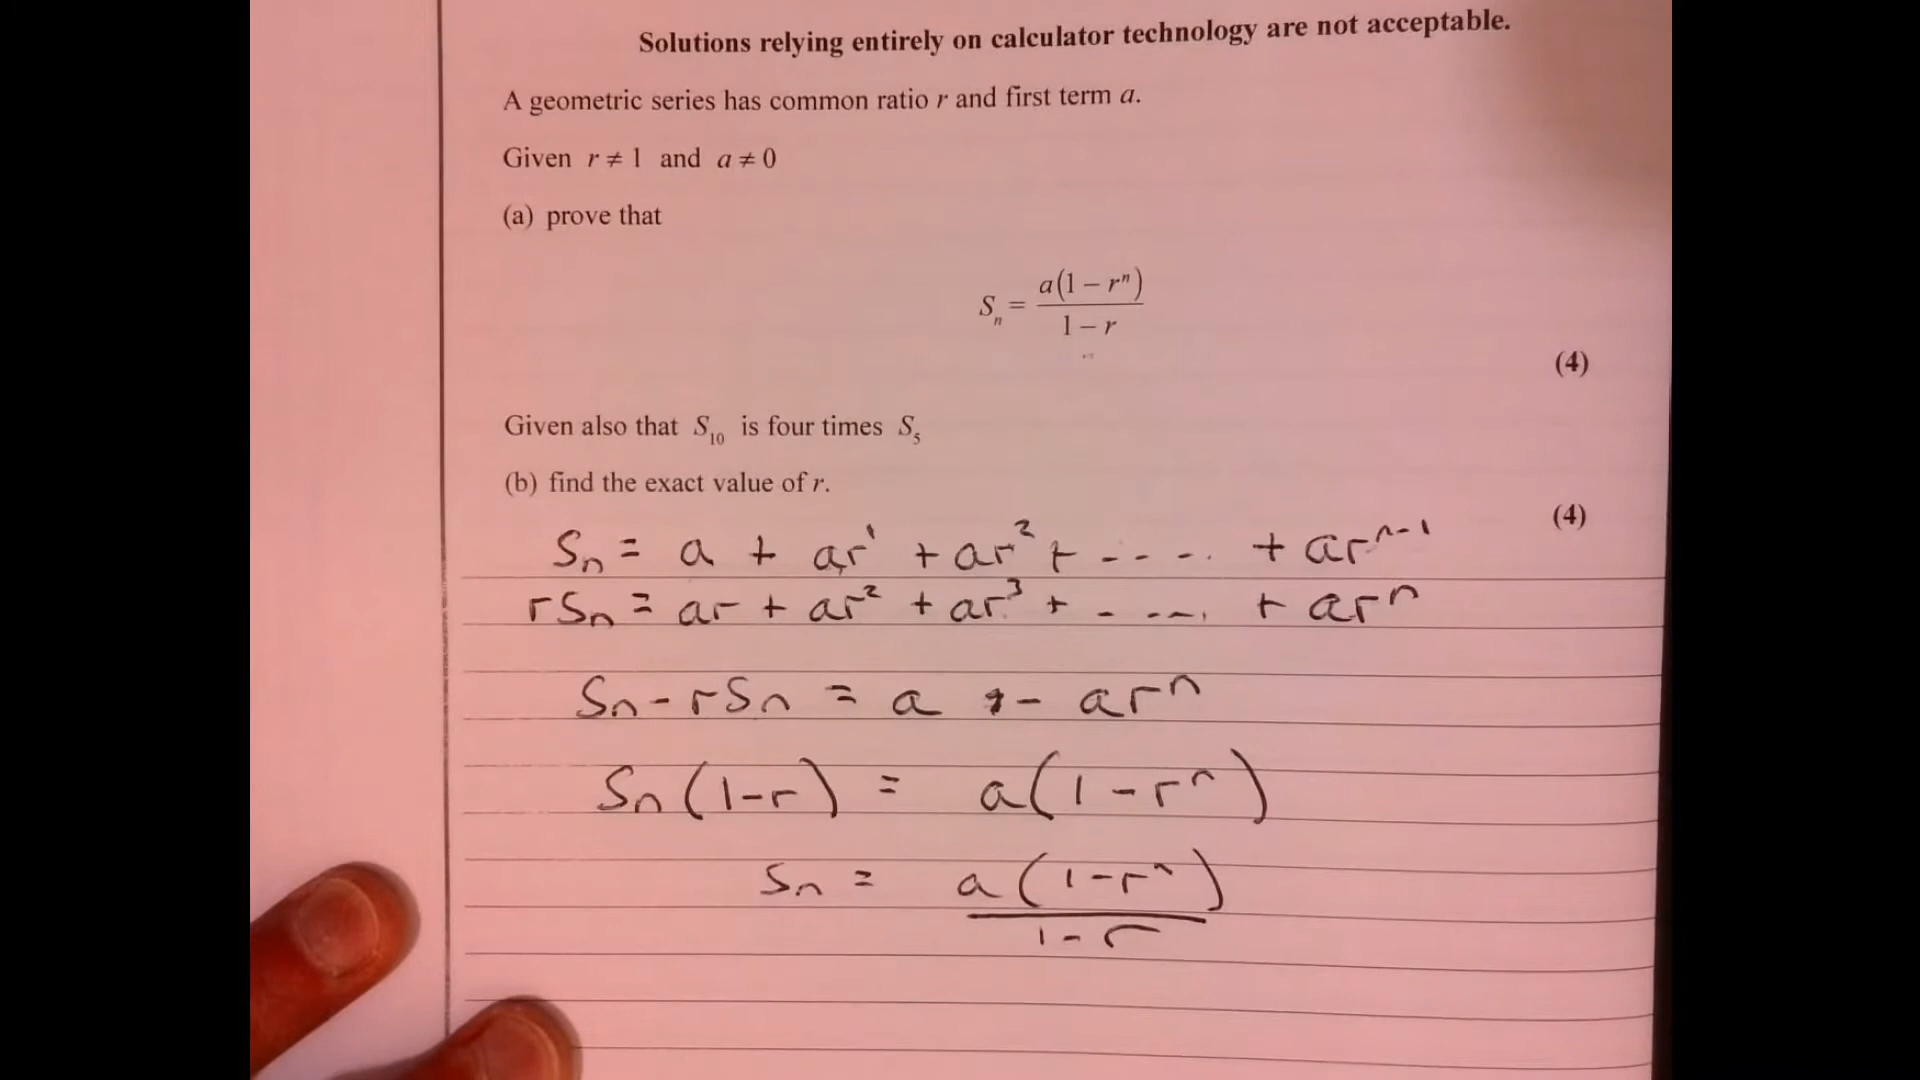 Solutions relying entirely on calculator technology are not acceptable.
A geometric series has common ratio r and first term a.
Given r ≠ 1 and a ≠ 0
(a) prove that
Sₙ = a(1 − rⁿ) / 1 − r
(4)
Given also that S₁₀ is four times S₅
(b) find the exact value of r.
(4)
Sₙ = a + ar¹ + ar² + ---- + arⁿ⁻¹
rSₙ = ar + ar² + ar³ + ---- + arⁿ
Sₙ - rSₙ = a - arⁿ
Sₙ(1-r) = a(1-rⁿ)
Sₙ = a(1-rⁿ) / 1-r